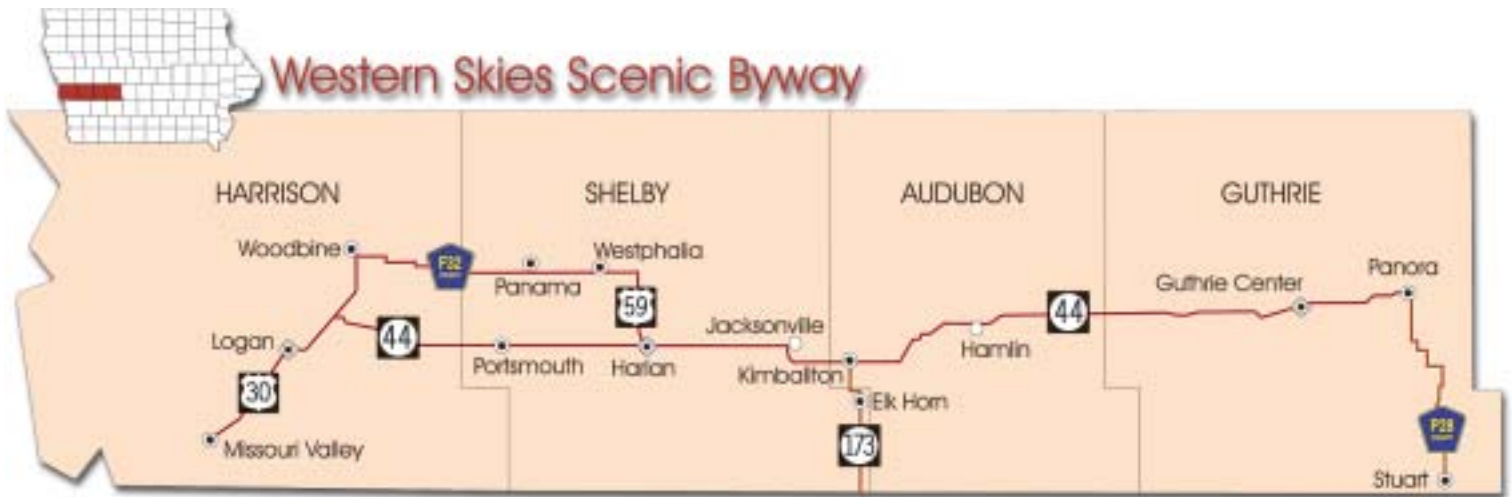 Western Skies Scenic Byway
HARRISON
SHELBY
AUDUBON
GUTHRIE
Woodbine
F32
Panama
Westphalia
59
Logan
44
Portsmouth
Harlan
Jacksonville
Kimballton
Hamlin
44
Guthrie Center
Panora
30
Missouri Valley
Elk Horn
173
P28
Stuart